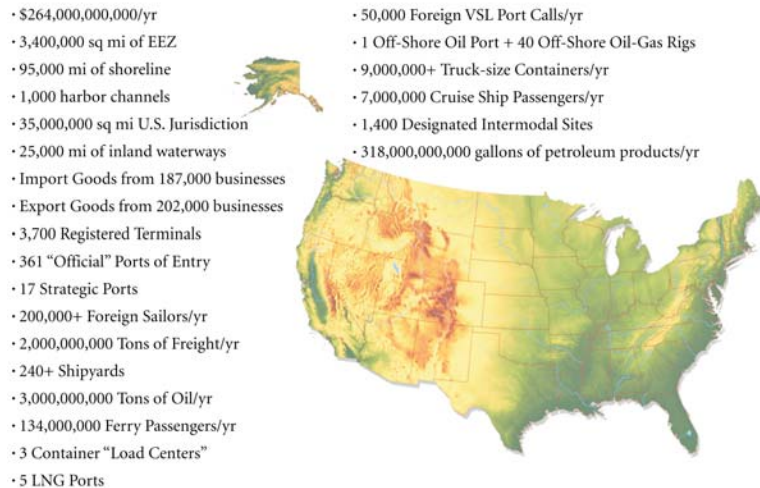 · $264,000,000,000/yr
· 3,400,000 sq mi of EEZ
· 95,000 mi of shoreline
· 1,000 harbor channels
· 35,000,000 sq mi U.S. Jurisdiction
· 25,000 mi of inland waterways
· Import Goods from 187,000 businesses
· Export Goods from 202,000 businesses
· 3,700 Registered Terminals
· 361 “Official” Ports of Entry
· 17 Strategic Ports
· 200,000+ Foreign Sailors/yr
· 2,000,000,000 Tons of Freight/yr
· 240+ Shipyards
· 3,000,000,000 Tons of Oil/yr
· 134,000,000 Ferry Passengers/yr
· 3 Container “Load Centers”
· 5 LNG Ports
· 50,000 Foreign VSL Port Calls/yr
· 1 Off-Shore Oil Port + 40 Off-Shore Oil-Gas Rigs
· 9,000,000+ Truck-size Containers/yr
· 7,000,000 Cruise Ship Passengers/yr
· 1,400 Designated Intermodal Sites
· 318,000,000,000 gallons of petroleum products/yr